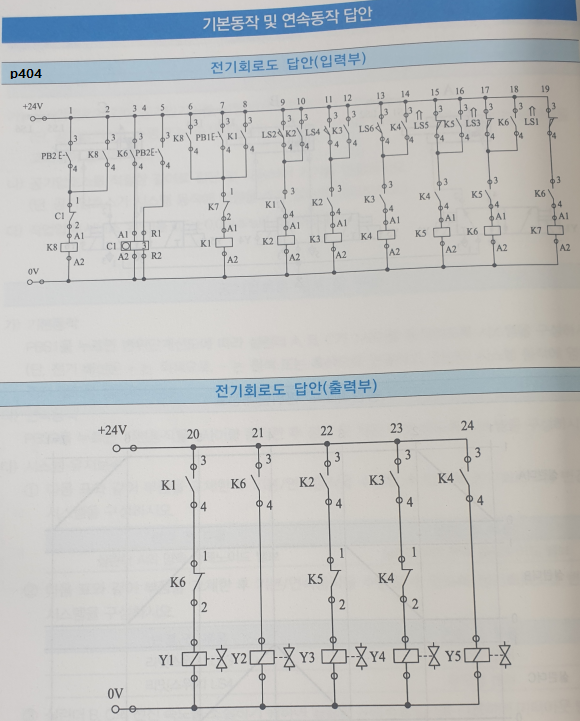 기본동작 및 연속동작 답안
전기회로도 답안(입력부)
p404
+24V 1 2 3 4 5 6 7 8 9 10 11 12 13 14 15 16 17 18 19
3 3 3 3 3 3 3 3 3 3 3 3 3 3 3 3 3 3
PB2 K8 K6 PB2 K8 PB1 K1 LS2 K2 LS4 K3 LS6 K4 LS5 K5 LS3 K6 LS1
4 4 4 4 4 4 4 4 4 4 4 4 4 4 4 4 4 4
1 1 3 3 3 3 3 3
C1 K7 K1 K2 K3 K4 K5 K6
2 2 4 4 4 4 4 4
A1 A1 R1 A1 A1 A1 A1 A1 A1 A1
K8 C1 3 K1 K2 K3 K4 K5 K6 K7
A2 A2 R2 A2 A2 A2 A2 A2 A2 A2
0V
전기회로도 답안(출력부)
+24V 20 21 22 23 24
3 3 3 3 3
K1 K6 K2 K3 K4
4 4 4 4 4
1 1 1
K6 K5 K4
2 2 2
Y1 Y2 Y3 Y4 Y5
0V